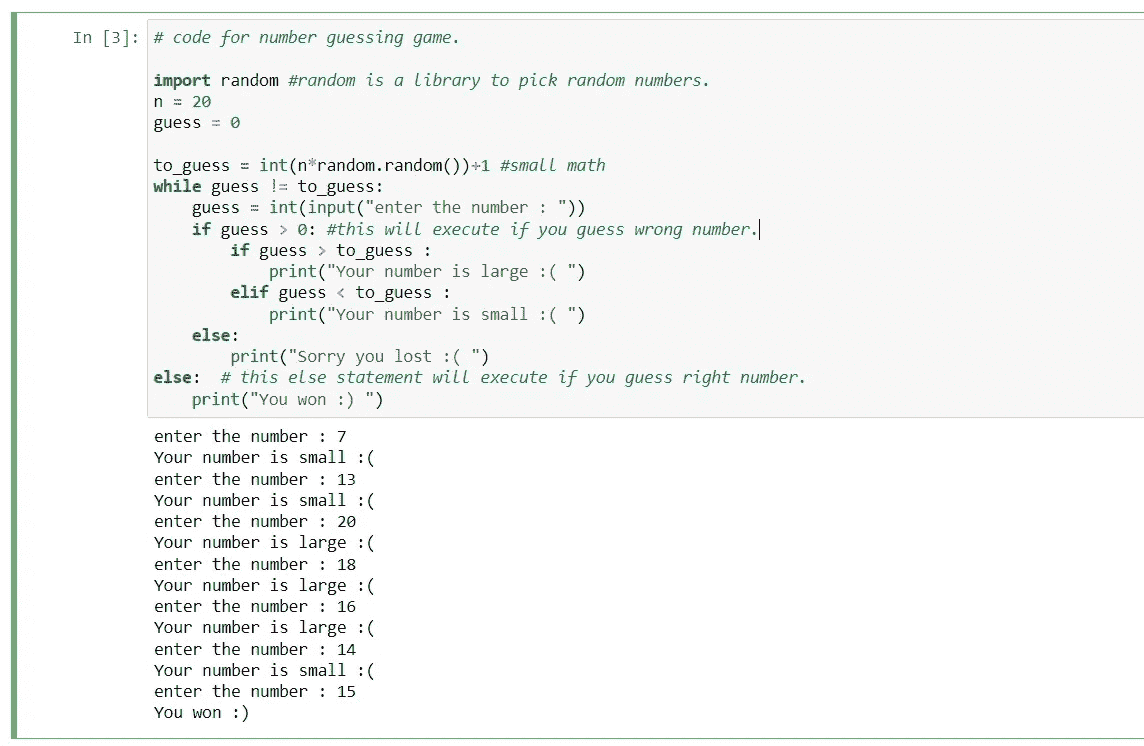 In [3]: # code for number guessing game.
import random #random is a library to pick random numbers.
n = 20
guess = 0
to_guess = int(n*random.random())+1 #small math
while guess != to_guess:
    guess = int(input("enter the number : "))
    if guess > 0: #this will execute if you guess wrong number.
        if guess > to_guess :
            print("Your number is large :( ")
        elif guess < to_guess :
            print("Your number is small :( ")
    else:
        print("Sorry you lost :( ")
else:  # this else statement will execute if you guess right number.
    print("You won :) ")
enter the number : 7
Your number is small :(
enter the number : 13
Your number is small :(
enter the number : 20
Your number is large :(
enter the number : 18
Your number is large :(
enter the number : 16
Your number is large :(
enter the number : 14
Your number is small :(
enter the number : 15
You won :)